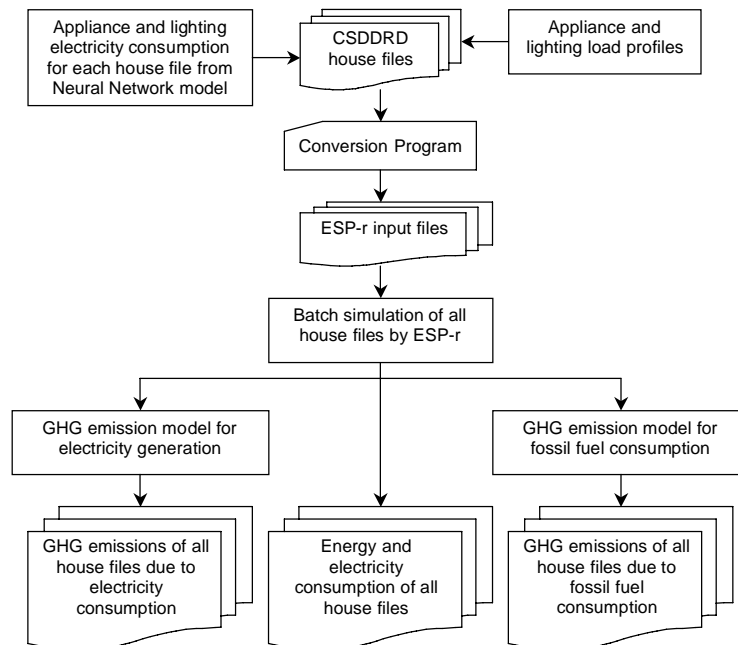 Appliance and lighting
electricity consumption
for each house file from
Neural Network model
CSDDRD
house files
Appliance and
lighting load profiles
Conversion Program
ESP-r input files
Batch simulation of all
house files by ESP-r
GHG emission model for
electricity generation
GHG emission model for
fossil fuel consumption
GHG emissions of all
house files due to
electricity
consumption
Energy and
electricity
consumption of all
house files
GHG emissions of all
house files due to
fossil fuel
consumption